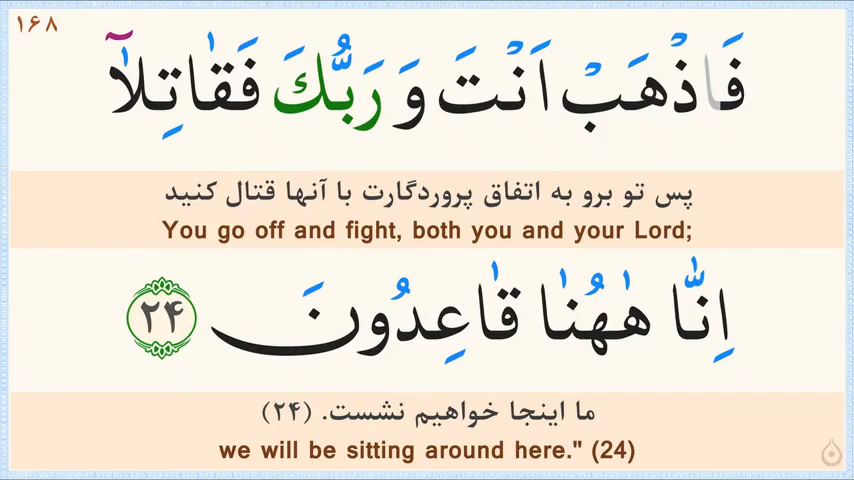 ۱۶۸
فَاذْهَبْ اَنْتَ وَ رَبُّكَ فَقٰاتِلاٰۤ
پس تو برو به اتفاق پروردگارت با آنها قتال کنید
You go off and fight, both you and your Lord;
اِنّٰا هٰهُنٰا قٰاعِدُونَ ۲۴
ما اینجا خواهیم نشست. (۲۴)
we will be sitting around here." (24)